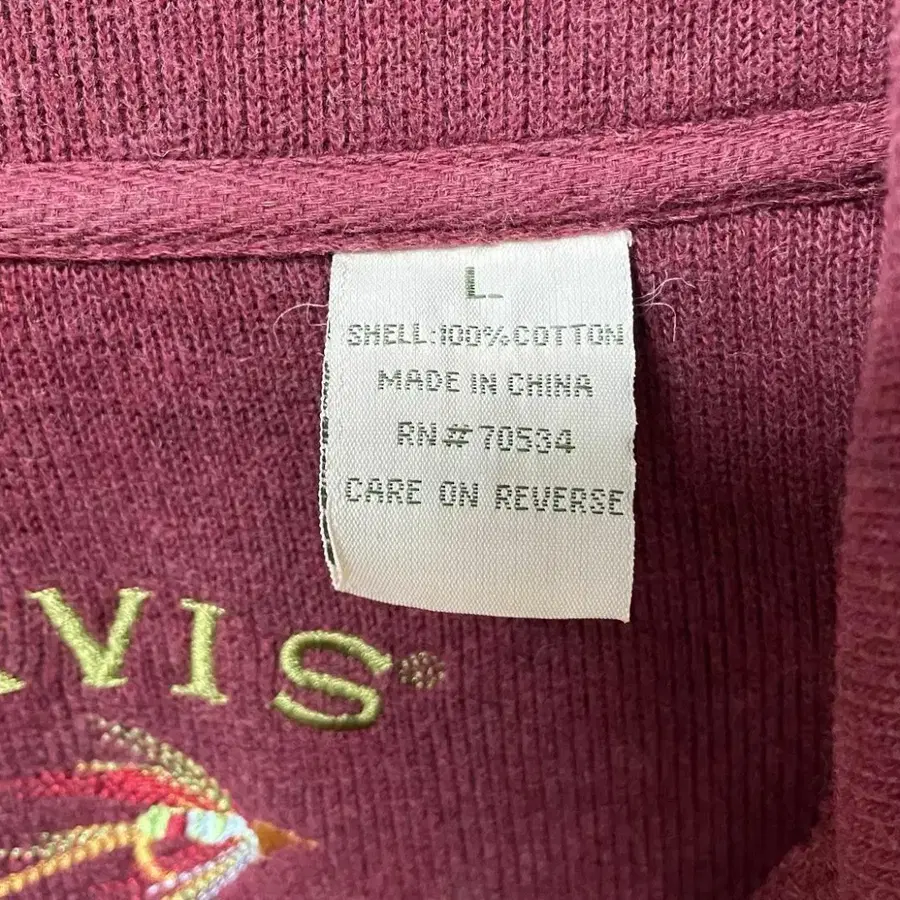 L
SHELL:100%COTTON
MADE IN CHINA
RN#70534
CARE ON REVERSE
VIS®